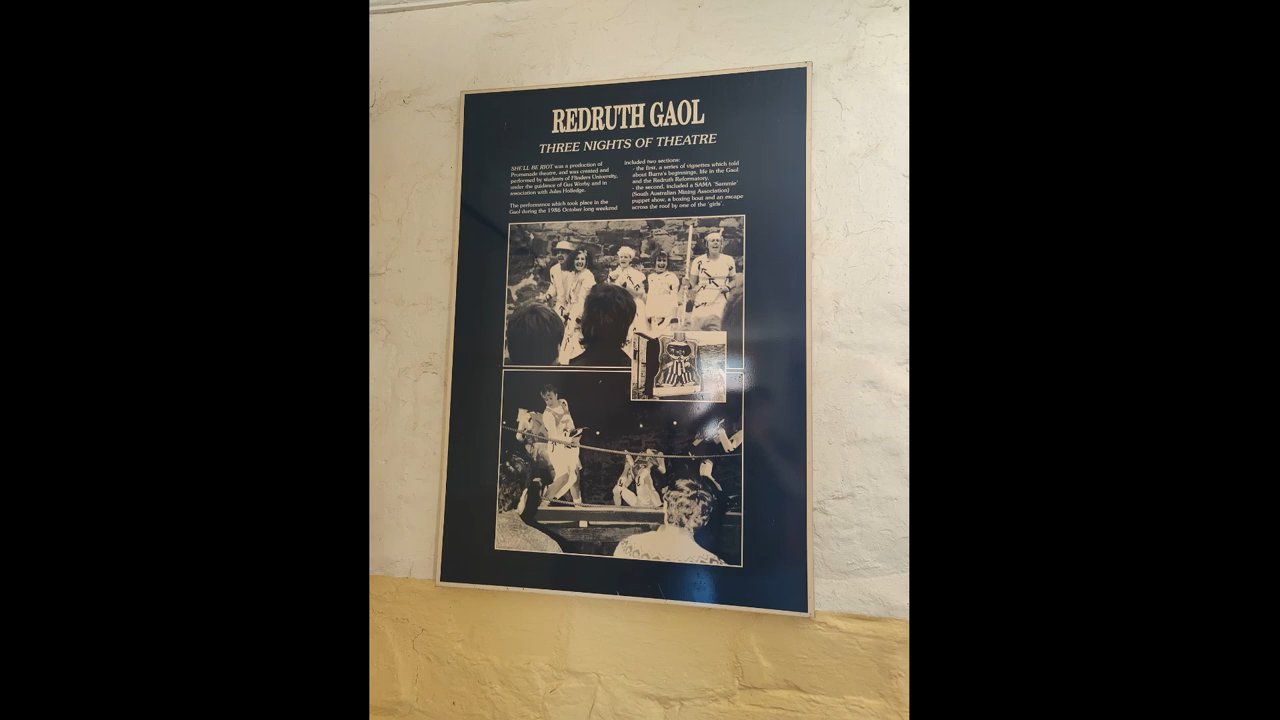 REDRUTH GAOL
THREE NIGHTS OF THEATRE
SHE'LL BE RIOT was a production of
Promenade theatre, and was created and
performed by students of Flinders University,
under the guidance of Gus Worby and in
association with Jules Holledge.
The performance which took place in the
Gaol during the 1986 October long weekend
included two sections:
- the first, a series of vignettes which told
about Burra's beginnings, life in the Gaol
and the Redruth Reformatory,
- the second, included a SAMA 'Sammie'
(South Australian Mining Association)
puppet show, a boxing bout and an escape
across the roof by one of the 'girls'.